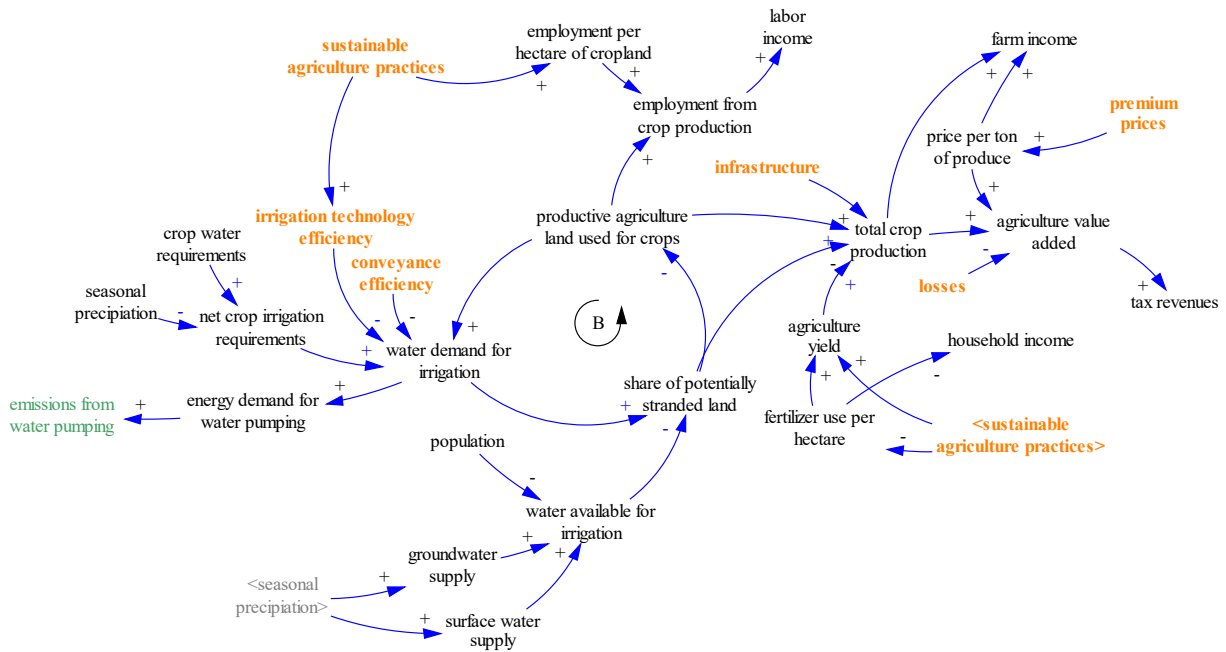 labor
income
employment per
hectare of cropland
farm income
sustainable
agriculture practices
+
+
+
+
+
+
employment from
crop production
premium
prices
price per ton
of produce
+
+
infrastructure
+
+
irrigation technology
efficiency
productive agriculture
land used for crops
+
total crop
production
+
+
agriculture value
added
crop water
requirements
conveyance
efficiency
-
-
-
losses
+
+
tax revenues
seasonal
precipiation
+
-
net crop irrigation
requirements
-
-
B
agriculture
yield
household income
+
+
water demand for
irrigation
+
+
-
share of potentially
stranded land
+
emissions from
water pumping
+
energy demand for
water pumping
+
-
fertilizer use per
hectare
<sustainable
agriculture practices>
-
population
-
water available for
irrigation
+
+
groundwater
supply
<seasonal
precipiation>
+
+
surface water
supply